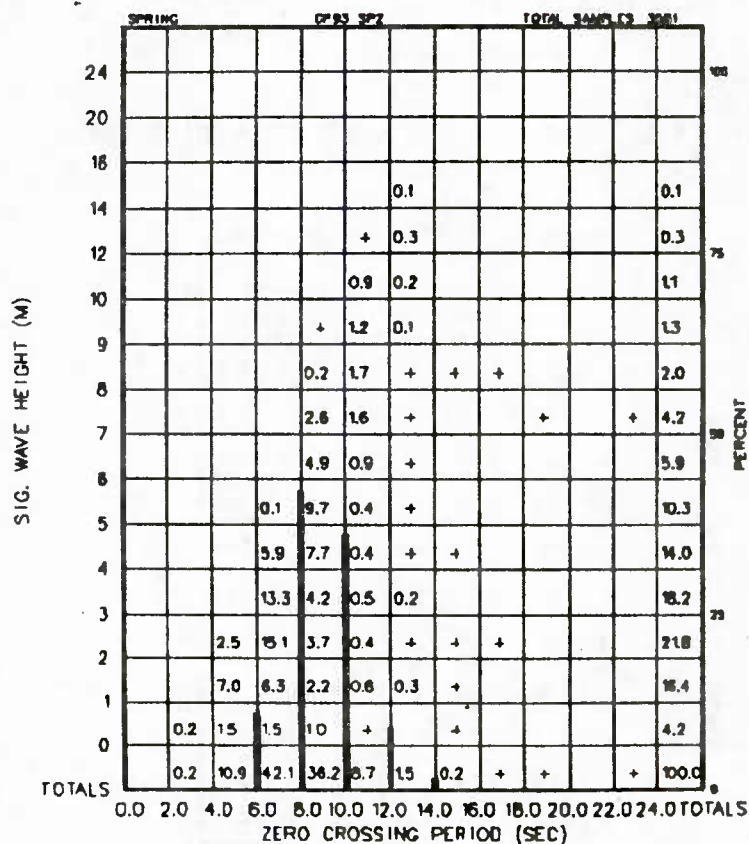 SPRING SP2 TOTAL SAMPLES
24 100
20
16
0.1 0.1
14
+ 0.3 0.3
12 75
0.9 0.2 1.1
10
+ 1.2 0.1 1.3
9
0.2 1.7 + + + 2.0
8
2.6 1.6 + + + 4.2
7 50
4.9 0.9 + 5.9
6
0.1 9.7 0.4 + 10.3
5
5.9 7.7 0.4 + + 14.0
4
13.3 4.2 0.5 0.2 18.2
3 25
2.5 15.1 3.7 0.4 + + + 21.8
2
7.0 6.3 2.2 0.6 0.3 + 16.4
1
0.2 1.5 1.5 1.0 + + 4.2
0
0.2 10.9 42.1 36.2 8.7 1.5 0.2 + + + 100.0
TOTALS 0
0.0 2.0 4.0 6.0 8.0 10.0 12.0 14.0 16.0 18.0 20.0 22.0 24.0 TOTALS
ZERO CROSSING PERIOD (SEC)
SIG. WAVE HEIGHT (M)
PERCENT